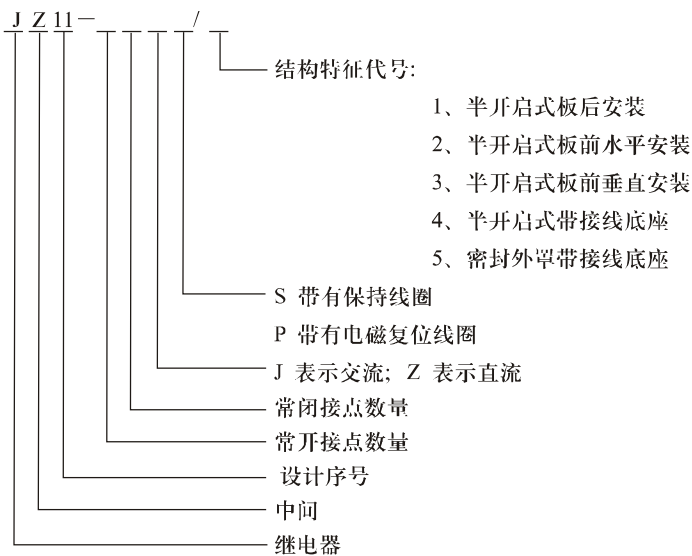 J Z 11— /
结构特征代号:
1、半开启式板后安装
2、半开启式板前水平安装
3、半开启式板前垂直安装
4、半开启式带接线底座
5、密封外罩带接线底座
S 带有保持线圈
P 带有电磁复位线圈
J 表示交流; Z 表示直流
常闭接点数量
常开接点数量
设计序号
中间
继电器